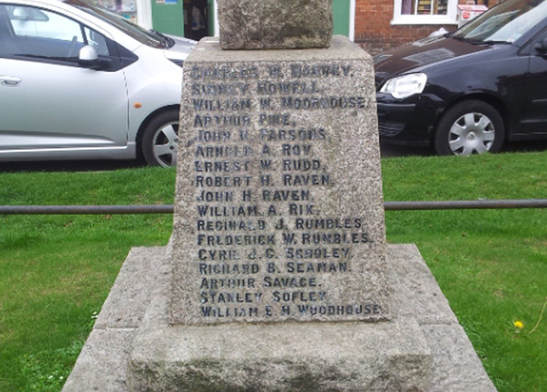 SIDNEY HOWELL.
WILLIAM W. MOORHOUSE.
ARTHUR PIKE.
JOHN H. PARSONS.
ARNOLD A. ROY.
ERNEST W. RUDD.
ROBERT H. RAVEN.
JOHN H. RAVEN.
WILLIAM A. RIX.
REGINALD J. RUMBLES.
FREDERICK W. RUMBLES.
CYRIL J. C. SCHOLEY.
RICHARD B. SEAMAN.
ARTHUR SAVAGE.
STANLEY SOFLEY.
WILLIAM E. H. WOODHOUSE.